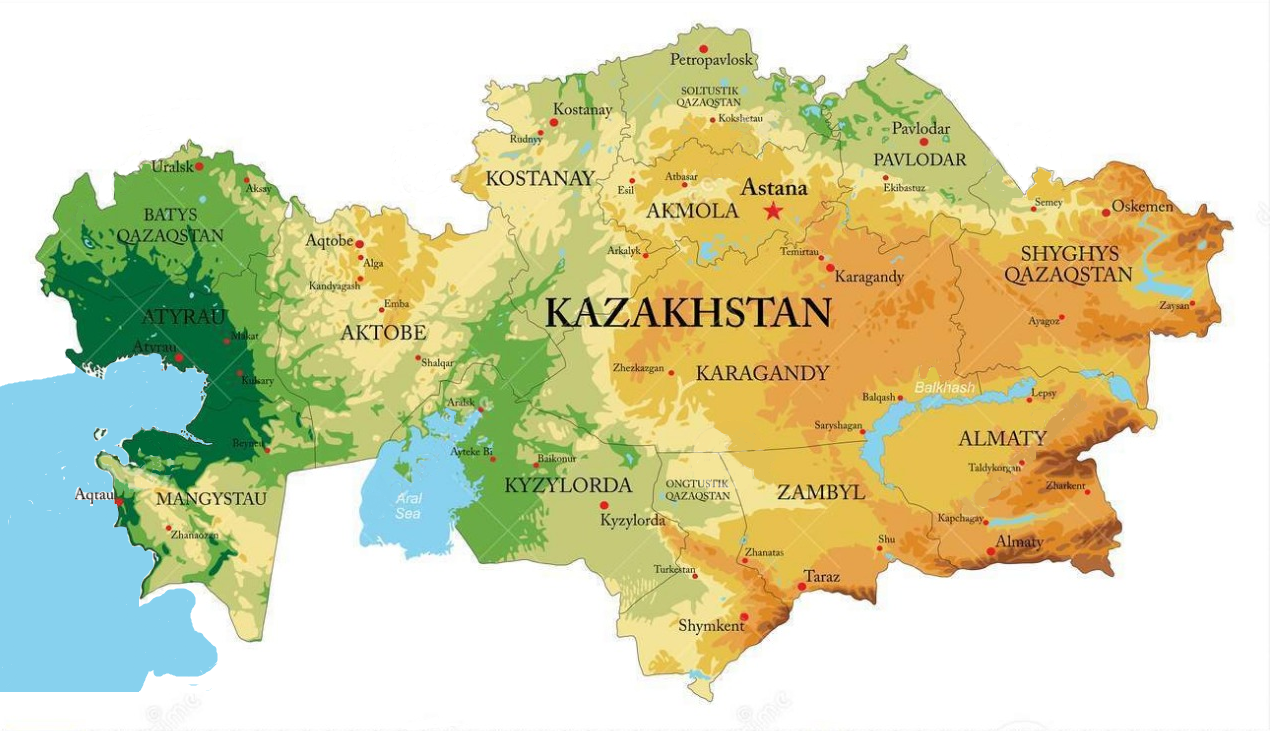 Petropavlosk
SOLTUSTIK
QAZAQSTAN
Kostanay
Kokshetau
Rudnyy
Pavlodar
PAVLODAR
Uralsk
Aksay
KOSTANAY
Esil
Atbasar
Astana
Ekibastuz
Semey
Oskemen
BATYS
QAZAQSTAN
AKMOLA
Aqtobe
Alga
Kandyagash
Arkalyk
Temirtau
Karagandy
SHYGHYS
QAZAQSTAN
Emba
Zaysan
ATYRAU
AKTOBE
KAZAKHSTAN
Ayagoz
Makat
Atyrau
Shalqar
Kulsary
Zhezkazgan
KARAGANDY
Balkhash
Balqash
Lepsy
Aralsk
Saryshagan
ALMATY
Beyneu
Ayteke Bi
Baikonur
Taldykorgan
Aqrau
MANGYSTAU
Aral
Sea
KYZYLORDA
ONGTUSTIK
QAZAQSTAN
ZAMBYL
Zharkent
Kyzylorda
Kapchagay
Zhanaozen
Shu
Almaty
Zhanatas
Turkestan
Taraz
Shymkent